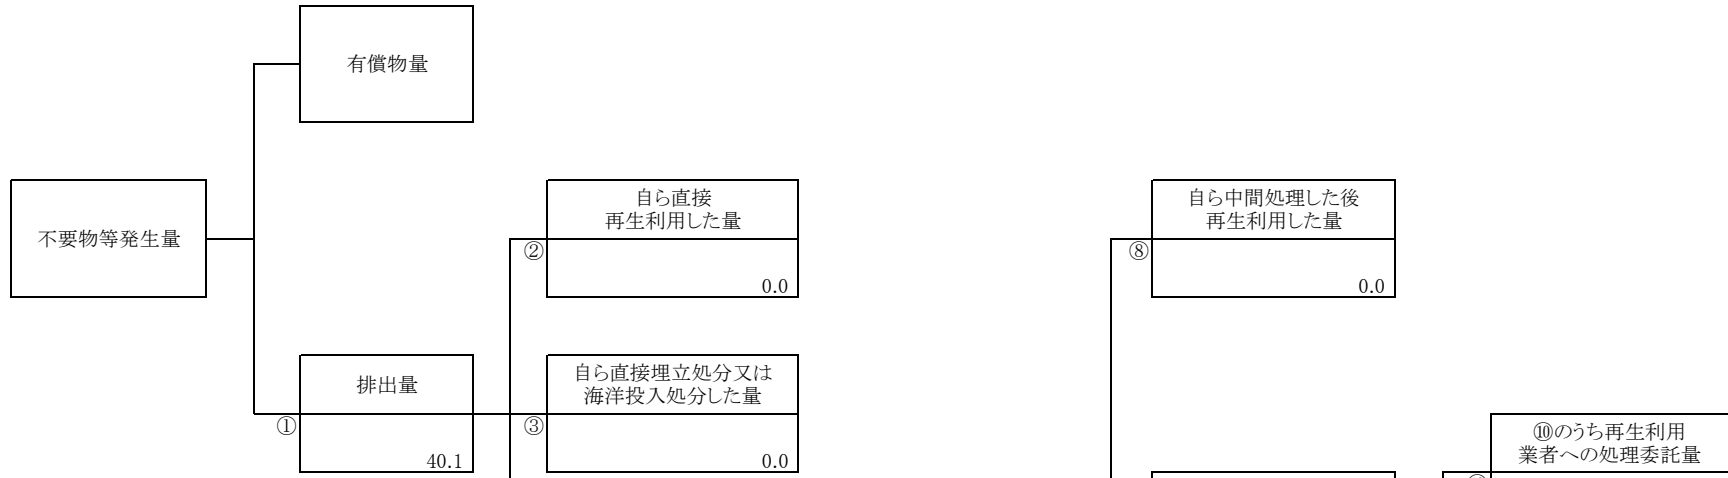 有償物量
不要物等発生量
自ら直接
再生利用した量
②
0.0
自ら中間処理した後
再生利用した量
⑧
0.0
排出量
①
40.1
自ら直接埋立処分又は
海洋投入処分した量
③
0.0
⑩のうち再生利用
業者への処理委託量